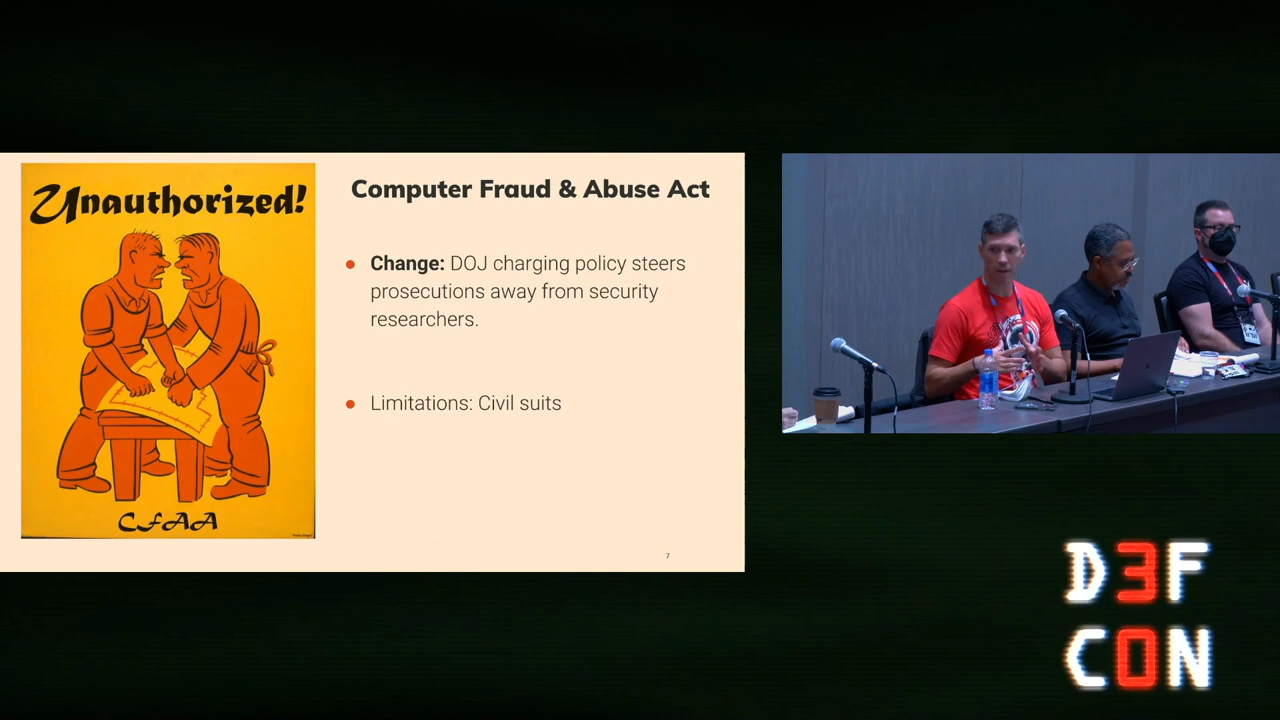 Unauthorized!
CFAA
Computer Fraud & Abuse Act
Change: DOJ charging policy steers
prosecutions away from security
researchers.
Limitations: Civil suits
7
D3F
C0N